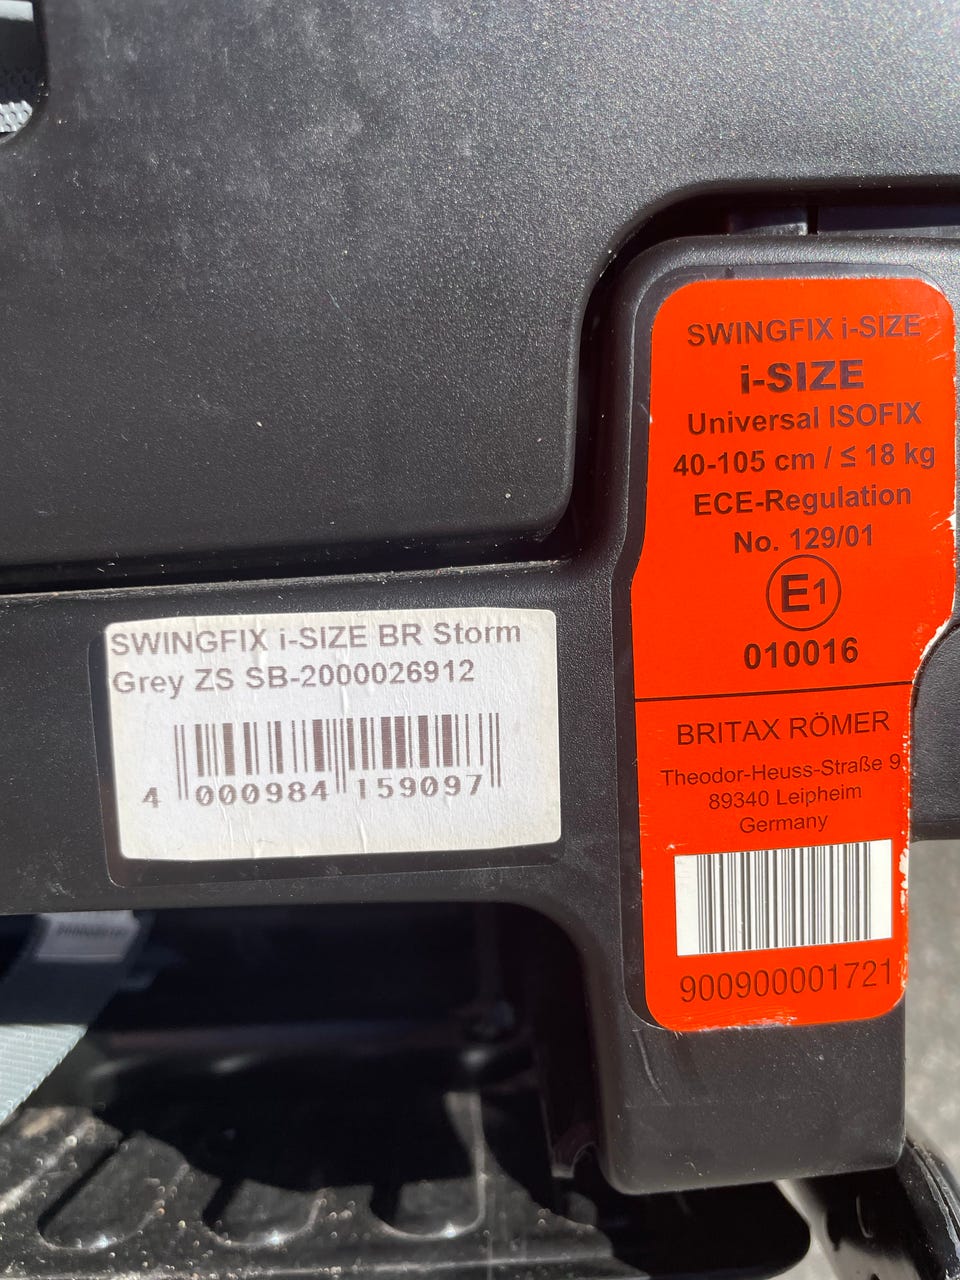 SWINGFIX i-SIZE
i-SIZE
Universal ISOFIX
40-105 cm / ≤ 18 kg
ECE-Regulation
No. 129/01
E1
010016
BRITAX RÖMER
Theodor-Heuss-Straße 9
89340 Leipheim
Germany
900900001721
SWINGFIX i-SIZE BR Storm
Grey ZS SB-2000026912
4 000984 159097